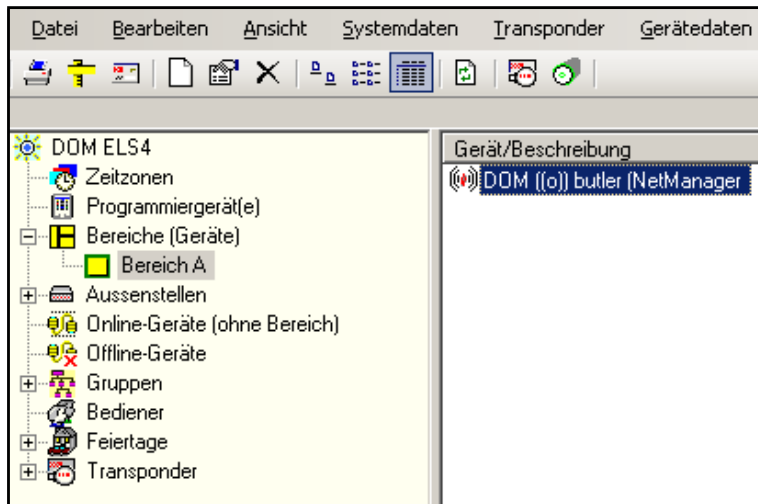 Datei Bearbeiten Ansicht Systemdaten Transponder Gerätedaten
DOM ELS4
Zeitzonen
Programmiergerät(e)
Bereiche (Geräte)
Bereich A
Aussenstellen
Online-Geräte (ohne Bereich)
Offline-Geräte
Gruppen
Bediener
Feiertage
Transponder
Gerät/Beschreibung
DOM ((o)) butler (NetManager